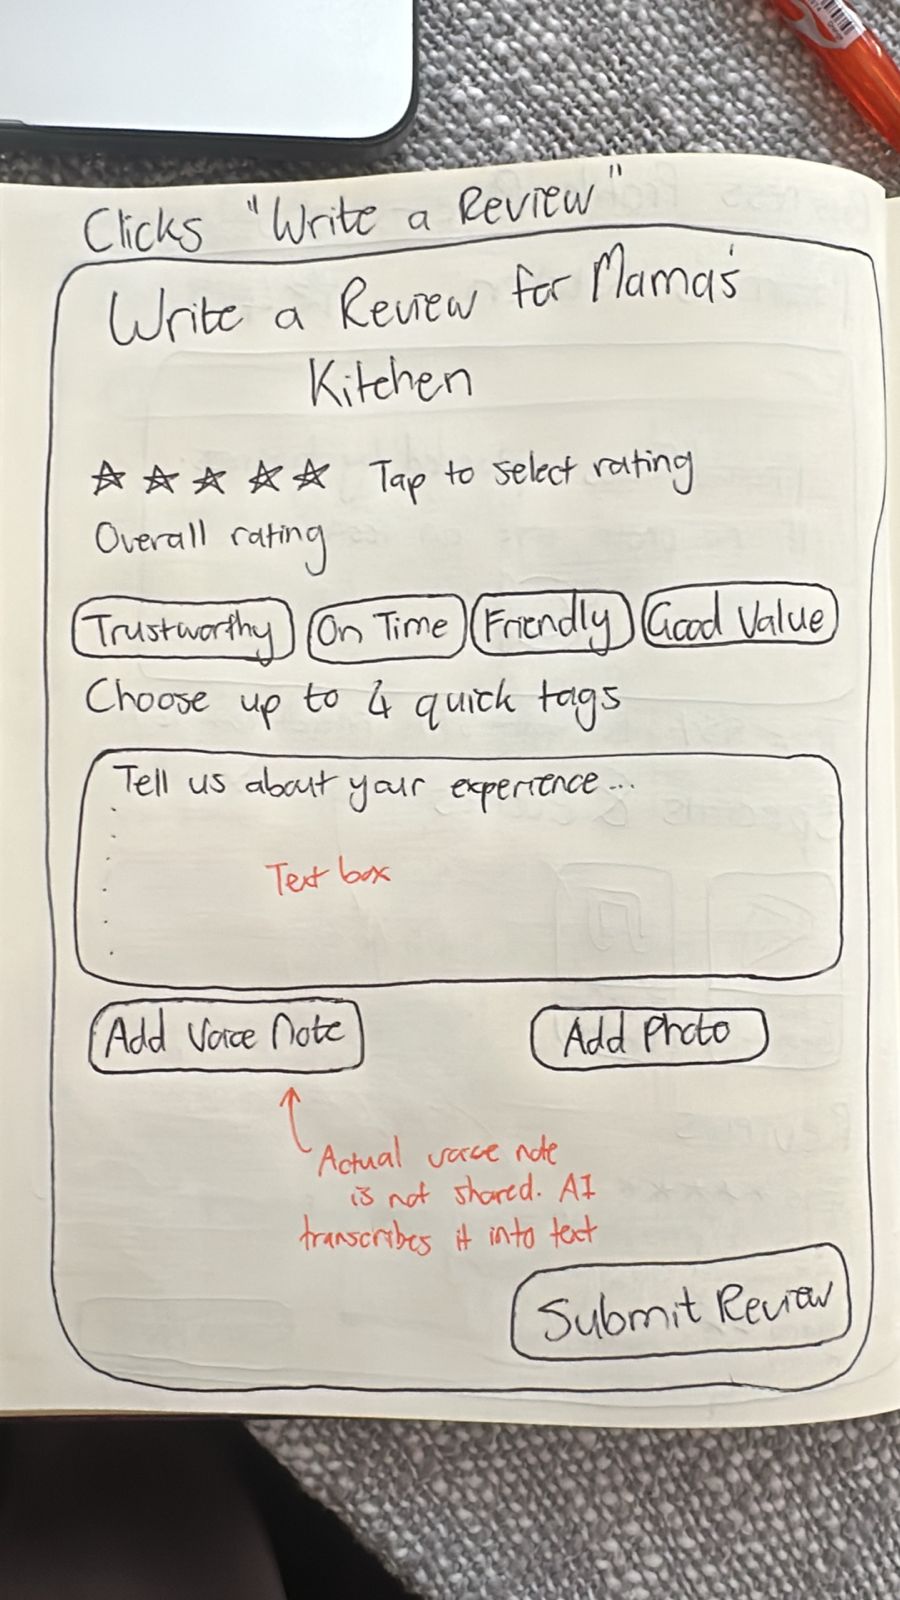 Clicks "Write a Review"
Write a Review for Mama's
Kitchen
Tap to select rating
Overall rating
Trustworthy On Time Friendly Good Value
Choose up to 4 quick tags
Tell us about your experience...
Text box
Add Voice Note Add Photo
Actual voice note
is not shared. AI
transcribes it into text
Submit Review